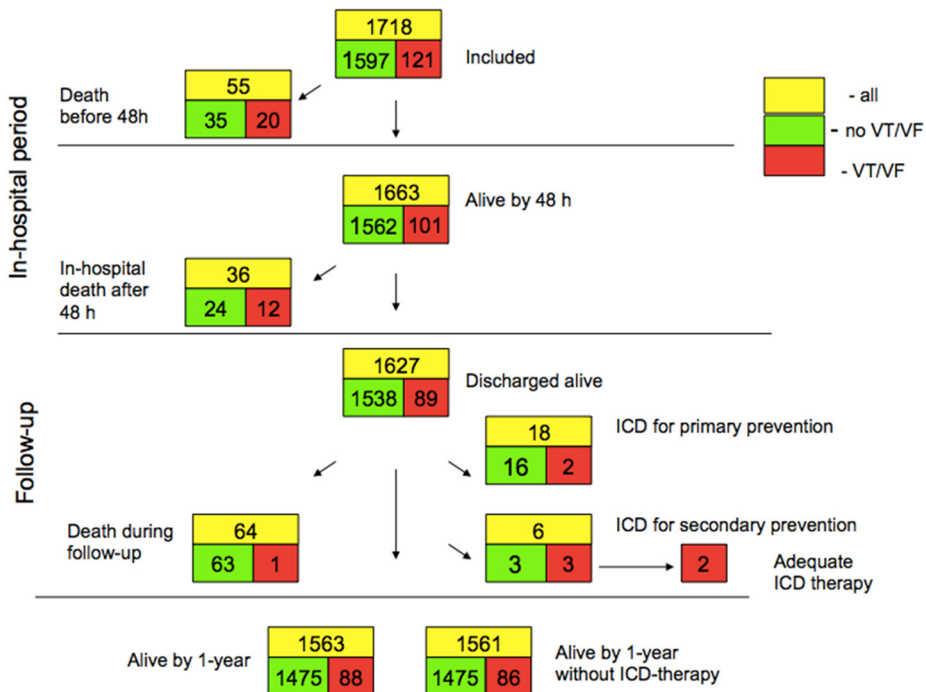 1718
1597 121
Included
55
35 20
Death
before 48h
- all
- no VT/VF
- VT/VF
In-hospital period
1663
1562 101
Alive by 48 h
36
24 12
In-hospital
death after
48 h
1627
1538 89
Discharged alive
18
16 2
ICD for primary prevention
Follow-up
64
63 1
Death during
follow-up
6
3 3
ICD for secondary prevention
2
Adequate
ICD therapy
Alive by 1-year
1563
1475 88
1561
1475 86
Alive by 1-year
without ICD-therapy